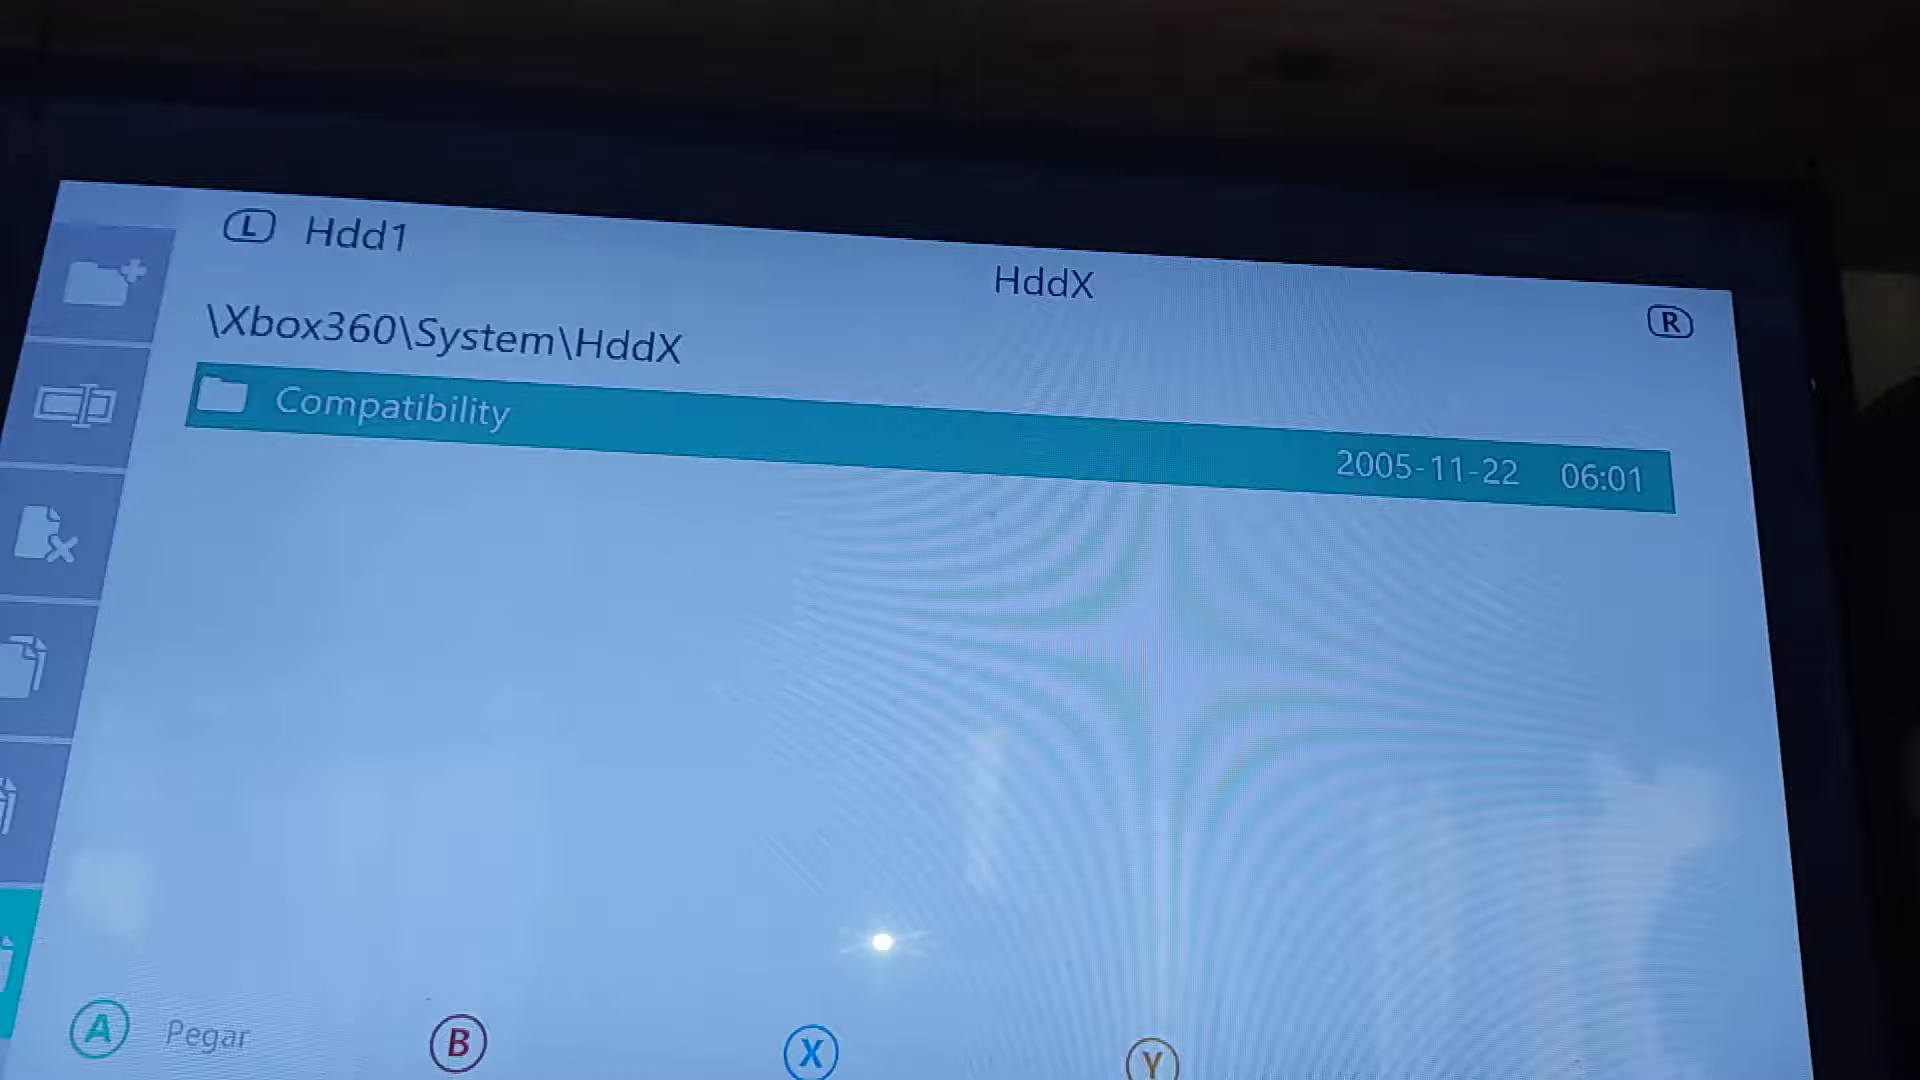 L Hdd1
HddX
R
\Xbox360\System\HddX
Compatibility 2005-11-22 06:01
A Pegar B X Y